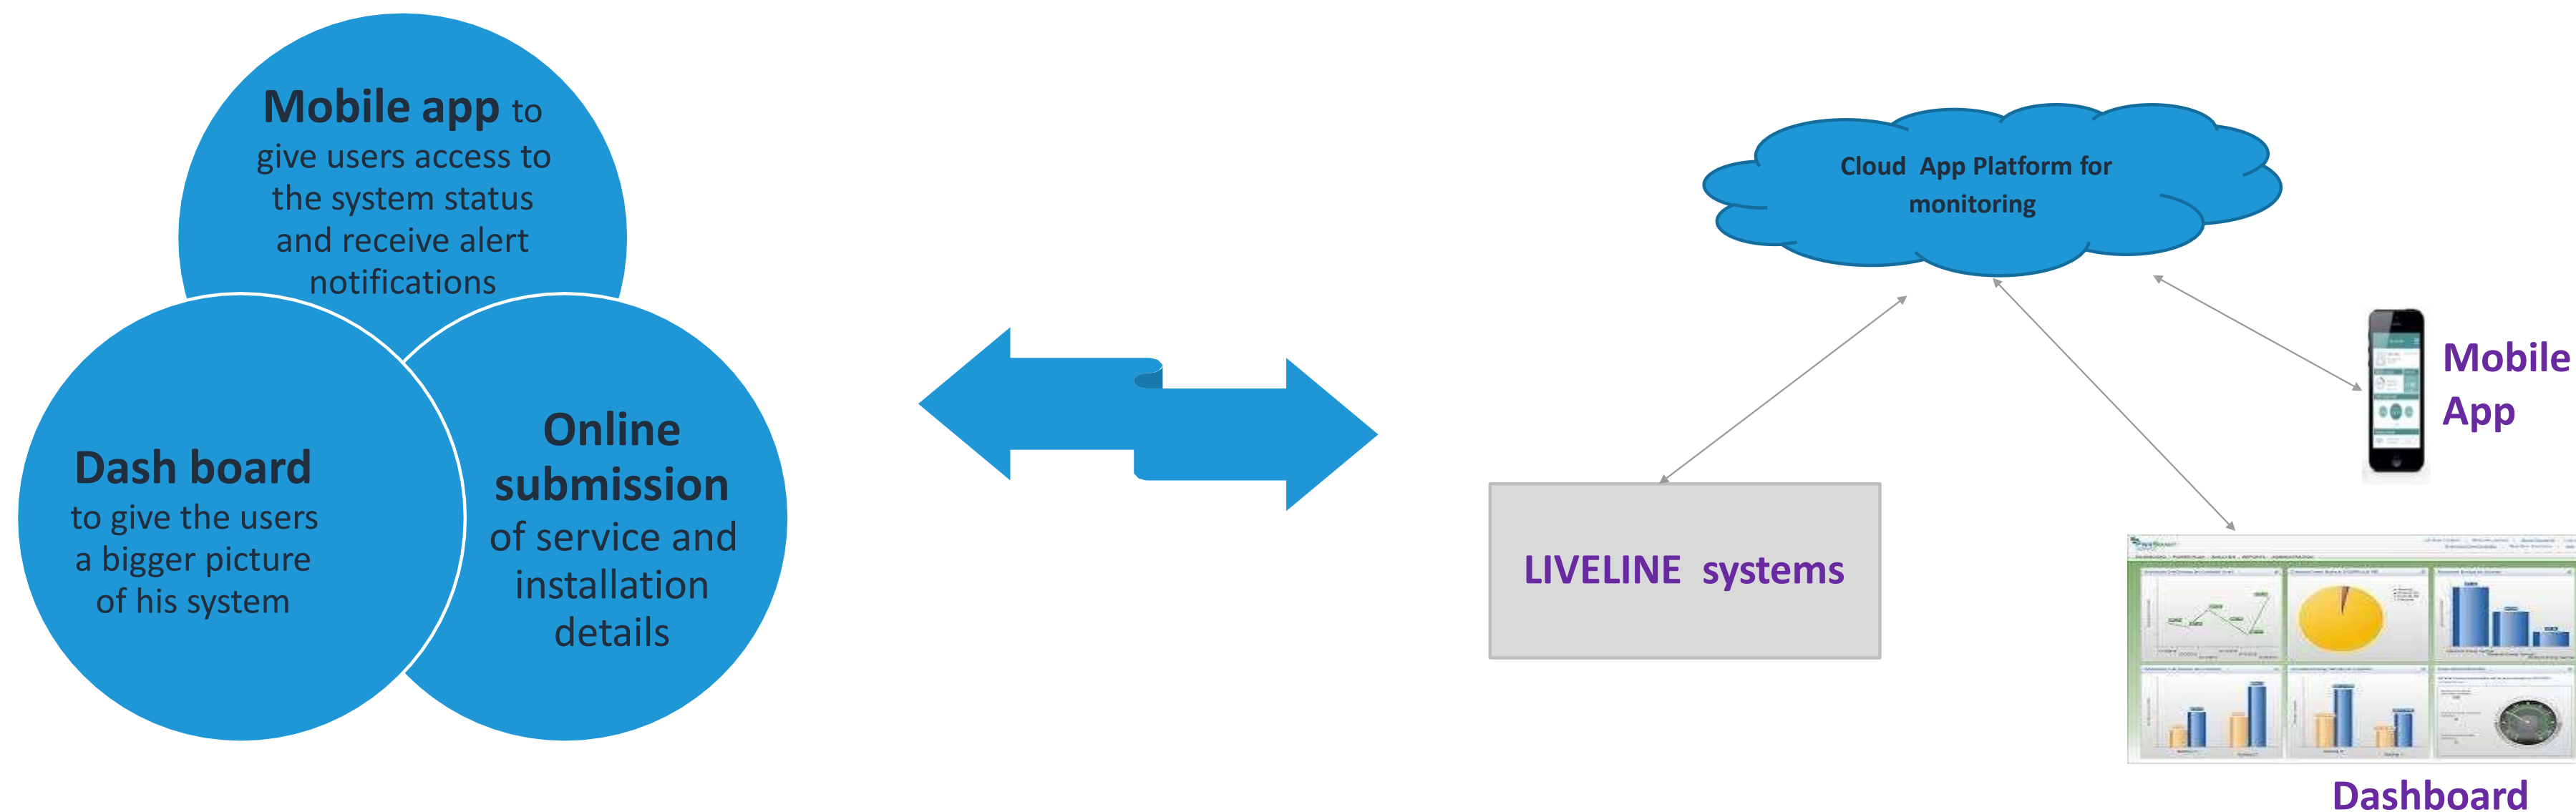 Mobile app to
give users access to
the system status
and receive alert
notifications
Dash board
to give the users
a bigger picture
of his system
Online
submission
of service and
installation
details
Cloud App Platform for
monitoring
LIVELINE systems
Mobile
App
Dashboard